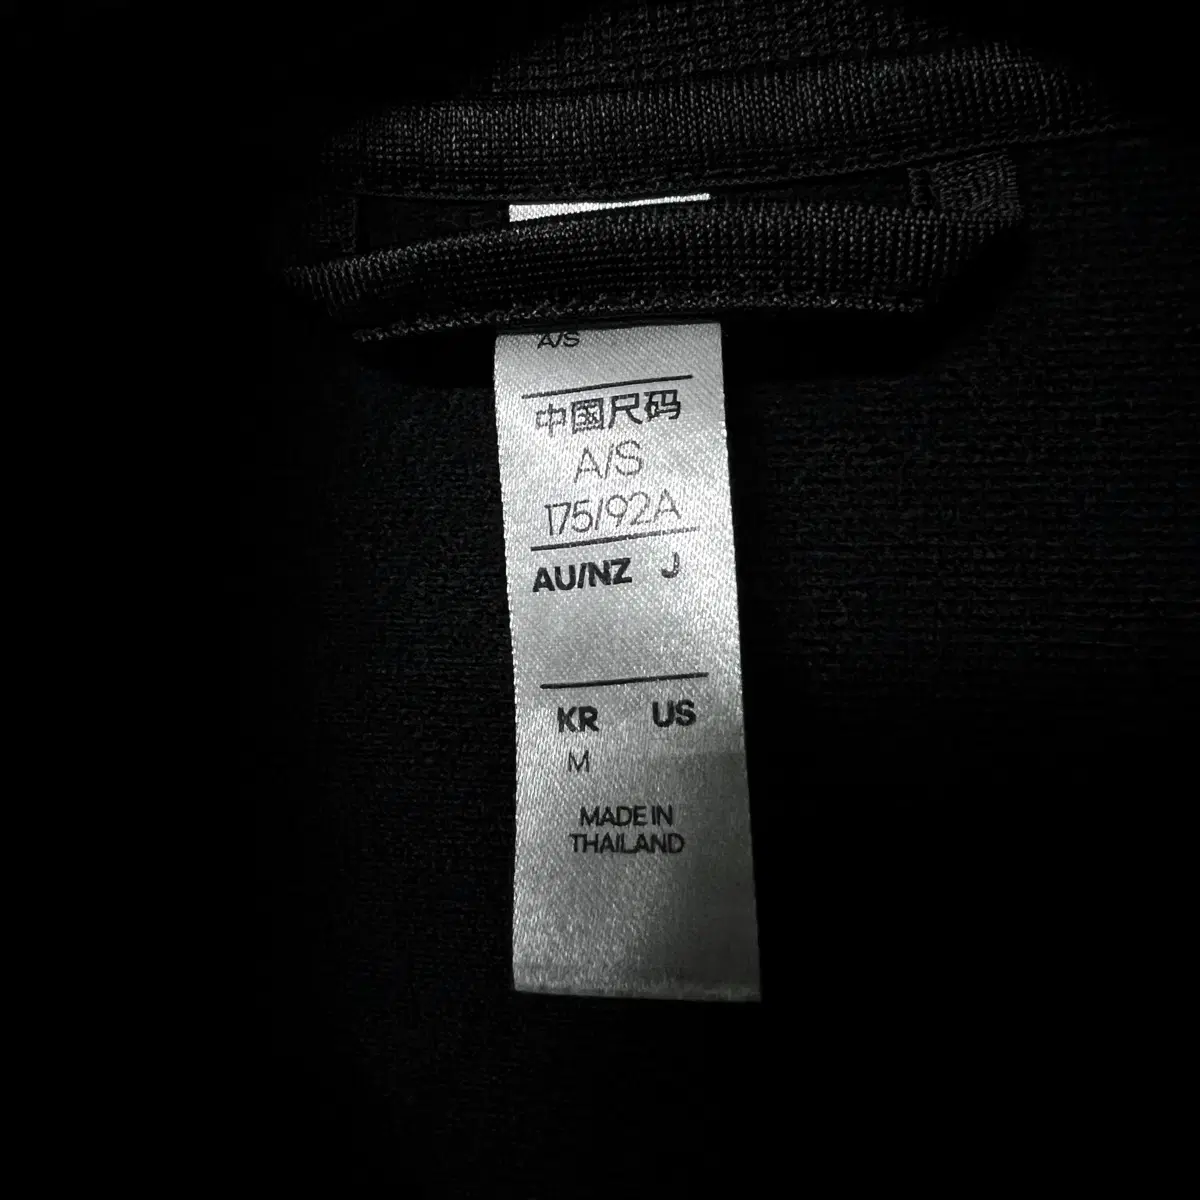 A/S
中国尺码
A/S
175/92A
AU/NZ J
KR US
M
MADE IN
THAILAND